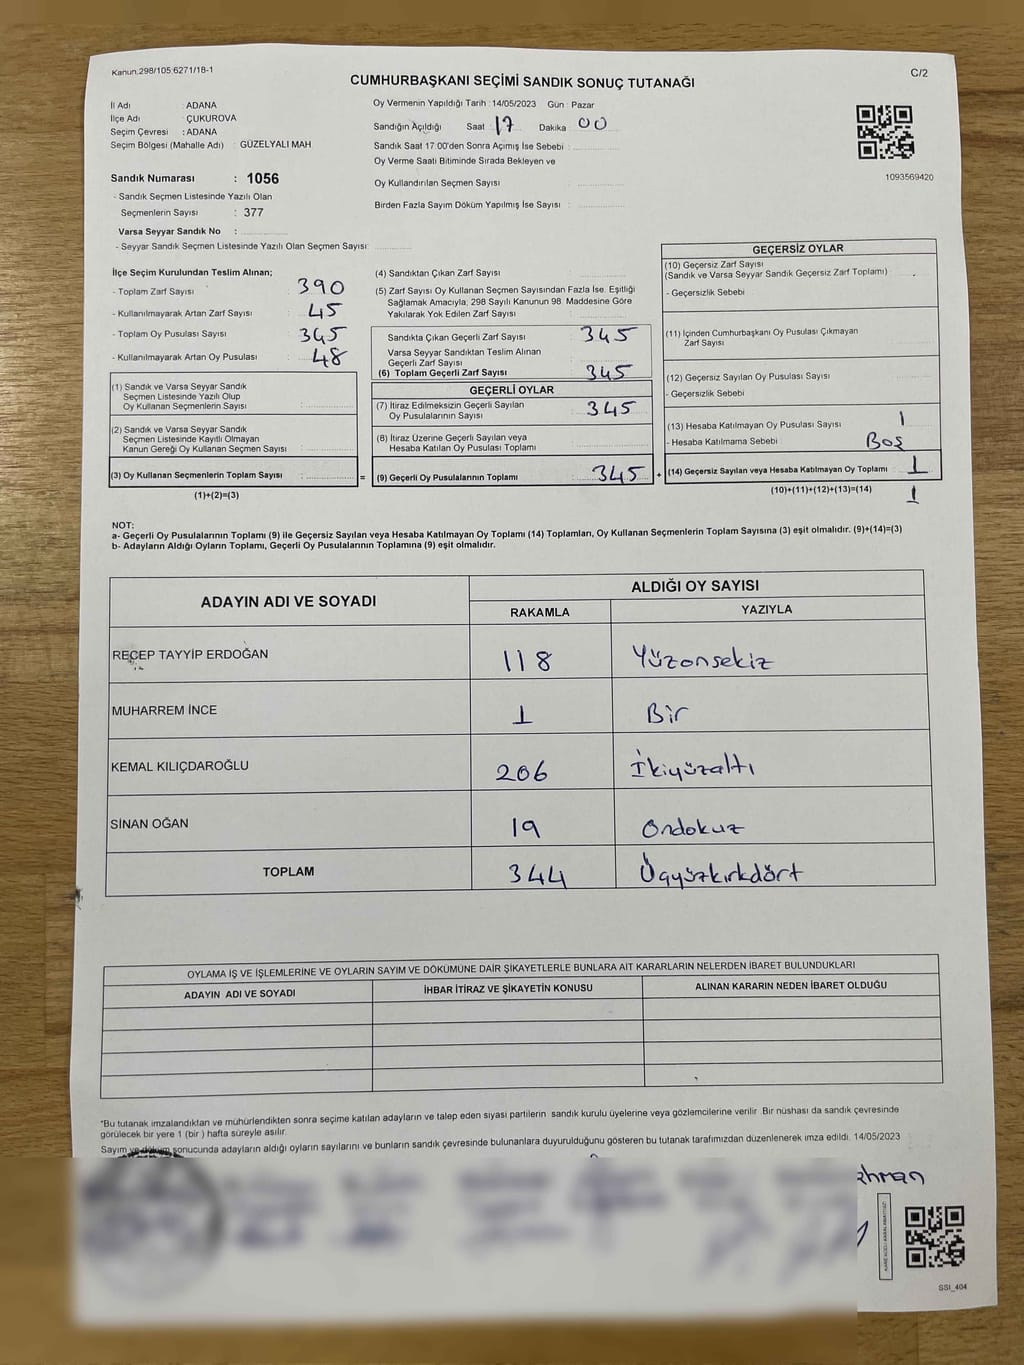 Kanun.298/105:6271/18-1
C/2
CUMHURBAŞKANI SEÇİMİ SANDIK SONUÇ TUTANAĞI
İl Adı : ADANA
İlçe Adı : ÇUKUROVA
Seçim Çevresi : ADANA
Seçim Bölgesi (Mahalle Adı) : GÜZELYALI MAH
Sandık Numarası : 1056
- Sandık Seçmen Listesinde Yazılı Olan
Seçmenlerin Sayısı : 377
Varsa Seyyar Sandık No :
- Seyyar Sandık Seçmen Listesinde Yazılı Olan Seçmen Sayısı:
Oy Vermenin Yapıldığı Tarih : 14/05/2023 Gün : Pazar
Sandığın Açıldığı Saat 17 Dakika 00
Sandık Saat 17:00'den Sonra Açımış İse Sebebi :
Oy Verme Saati Bitiminde Sırada Bekleyen ve
Oy Kullandırılan Seçmen Sayısı :
Birden Fazla Sayım Döküm Yapılmış İse Sayısı :
1093569420
İlçe Seçim Kurulundan Teslim Alınan;
- Toplam Zarf Sayısı : 390
- Kullanılmayarak Artan Zarf Sayısı : 45
- Toplam Oy Pusulası Sayısı : 345
- Kullanılmayarak Artan Oy Pusulası : 48
(1) Sandık ve Varsa Seyyar Sandık
Seçmen Listesinde Yazılı Olup
Oy Kullanan Seçmenlerin Sayısı :
(2) Sandık ve Varsa Seyyar Sandık
Seçmen Listesinde Kayıtlı Olmayan
Kanun Gereği Oy Kullanan Seçmen Sayısı :
(3) Oy Kullanan Seçmenlerin Toplam Sayısı : =
(1)+(2)=(3)
(4) Sandıktan Çıkan Zarf Sayısı :
(5) Zarf Sayısı Oy Kullanan Seçmen Sayısından Fazla İse. Eşitliği
Sağlamak Amacıyla, 298 Sayılı Kanunun 98. Maddesine Göre
Yakılarak Yok Edilen Zarf Sayısı :
Sandıkta Çıkan Geçerli Zarf Sayısı : 345
Varsa Seyyar Sandıktan Teslim Alınan
Geçerli Zarf Sayısı :
(6) Toplam Geçerli Zarf Sayısı : 345
GEÇERLİ OYLAR
(7) İtiraz Edilmeksizin Geçerli Sayılan
Oy Pusulalarının Sayısı : 345
(8) İtiraz Üzerine Geçerli Sayılan veya
Hesaba Katılan Oy Pusulası Toplamı :
(9) Geçerli Oy Pusulalarının Toplamı : 345 +
GEÇERSİZ OYLAR
(10) Geçersiz Zarf Sayısı
(Sandık ve Varsa Seyyar Sandık Geçersiz Zarf Toplamı) :
- Geçersizlik Sebebi
(11) İçinden Cumhurbaşkanı Oy Pusulası Çıkmayan
Zarf Sayısı :
(12) Geçersiz Sayılan Oy Pusulası Sayısı :
- Geçersizlik Sebebi
(13) Hesaba Katılmayan Oy Pusulası Sayısı : 1
- Hesaba Katılmama Sebebi : Boş
(14) Geçersiz Sayılan veya Hesaba Katılmayan Oy Toplamı : 1
(10)+(11)+(12)+(13)=(14) 1
NOT:
a- Geçerli Oy Pusulalarının Toplamı (9) ile Geçersiz Sayılan veya Hesaba Katılmayan Oy Toplamı (14) Toplamları, Oy Kullanan Seçmenlerin Toplam Sayısına (3) eşit olmalıdır. (9)+(14)=(3)
b- Adayların Aldığı Oyların Toplamı, Geçerli Oy Pusulalarının Toplamına (9) eşit olmalıdır.
ADAYIN ADI VE SOYADI
ALDIĞI OY SAYISI
RAKAMLA YAZIYLA
RECEP TAYYİP ERDOĞAN 118 Yüzonsekiz
MUHARREM İNCE 1 Bir
KEMAL KILIÇDAROĞLU 206 İkiyüzaltı
SİNAN OĞAN 19 Ondokuz
TOPLAM 344 Üçyüzkırkdört
OYLAMA İŞ VE İŞLEMLERİNE VE OYLARIN SAYIM VE DÖKÜMÜNE DAİR ŞİKAYETLERLE BUNLARA AİT KARARLARIN NELERDEN İBARET BULUNDUKLARI
ADAYIN ADI VE SOYADI İHBAR İTİRAZ VE ŞİKAYETİN KONUSU ALINAN KARARIN NEDEN İBARET OLDUĞU
*Bu tutanak imzalandıktan ve mühürlendikten sonra seçime katılan adayların ve talep eden siyasi partilerin sandık kurulu üyelerine veya gözlemcilerine verilir. Bir nüshası da sandık çevresinde
görülecek bir yere 1 (bir ) hafta süreyle asılır.
Sayım ve döküm sonucunda adayların aldığı oyların sayılarını ve bunların sandık çevresinde bulunanlara duyurulduğunu gösteren bu tutanak tarafımızdan düzenlenerek imza edildi. 14/05/2023
SSI_404